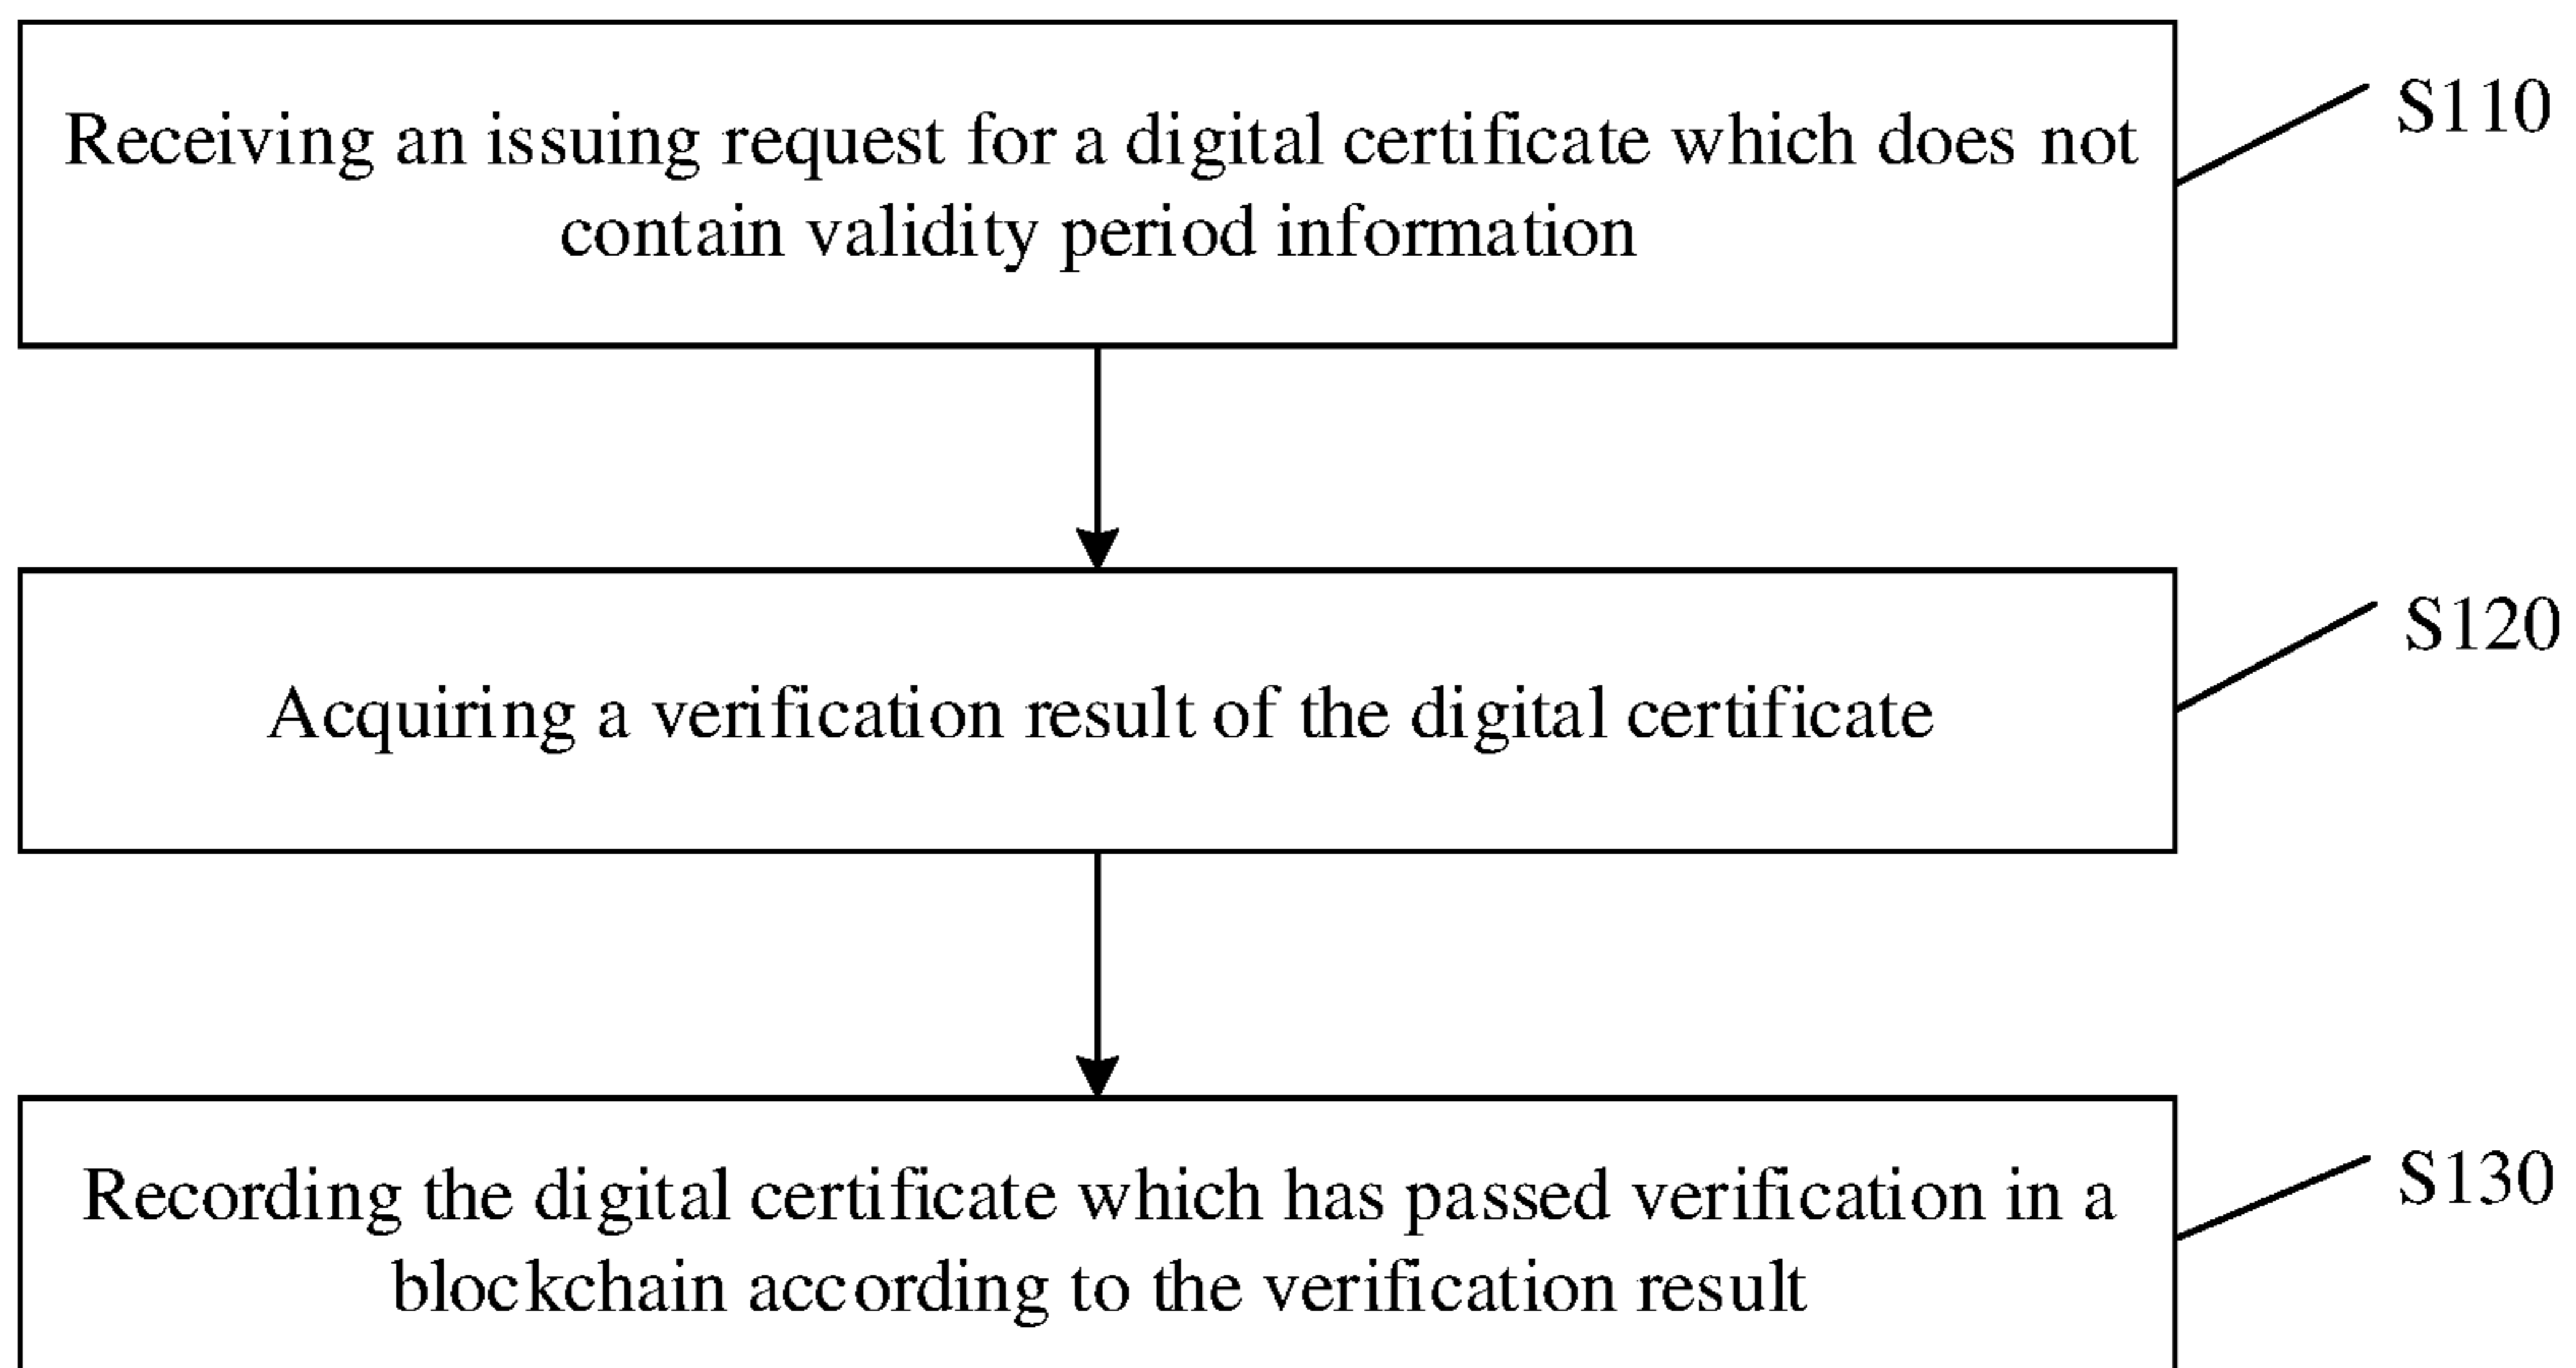 Receiving an issuing request for a digital certificate which does not
contain validity period information
S110
Acquiring a verification result of the digital certificate
S120
Recording the digital certificate which has passed verification in a
blockchain according to the verification result
S130